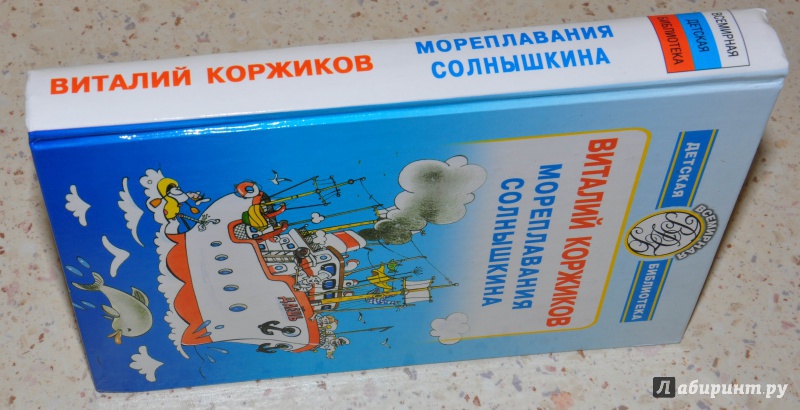 ВИТАЛИЙ КОРЖИКОВ
МОРЕПЛАВАНИЯ
СОЛНЫШКИНА
ВСЕМИРНАЯ
ДЕТСКАЯ
БИБЛИОТЕКА
ДЕТСКАЯ
ВСЕМИРНАЯ
БИБЛИОТЕКА
ВИТАЛИЙ КОРЖИКОВ
МОРЕПЛАВАНИЯ
СОЛНЫШКИНА
Лабиринт.ру